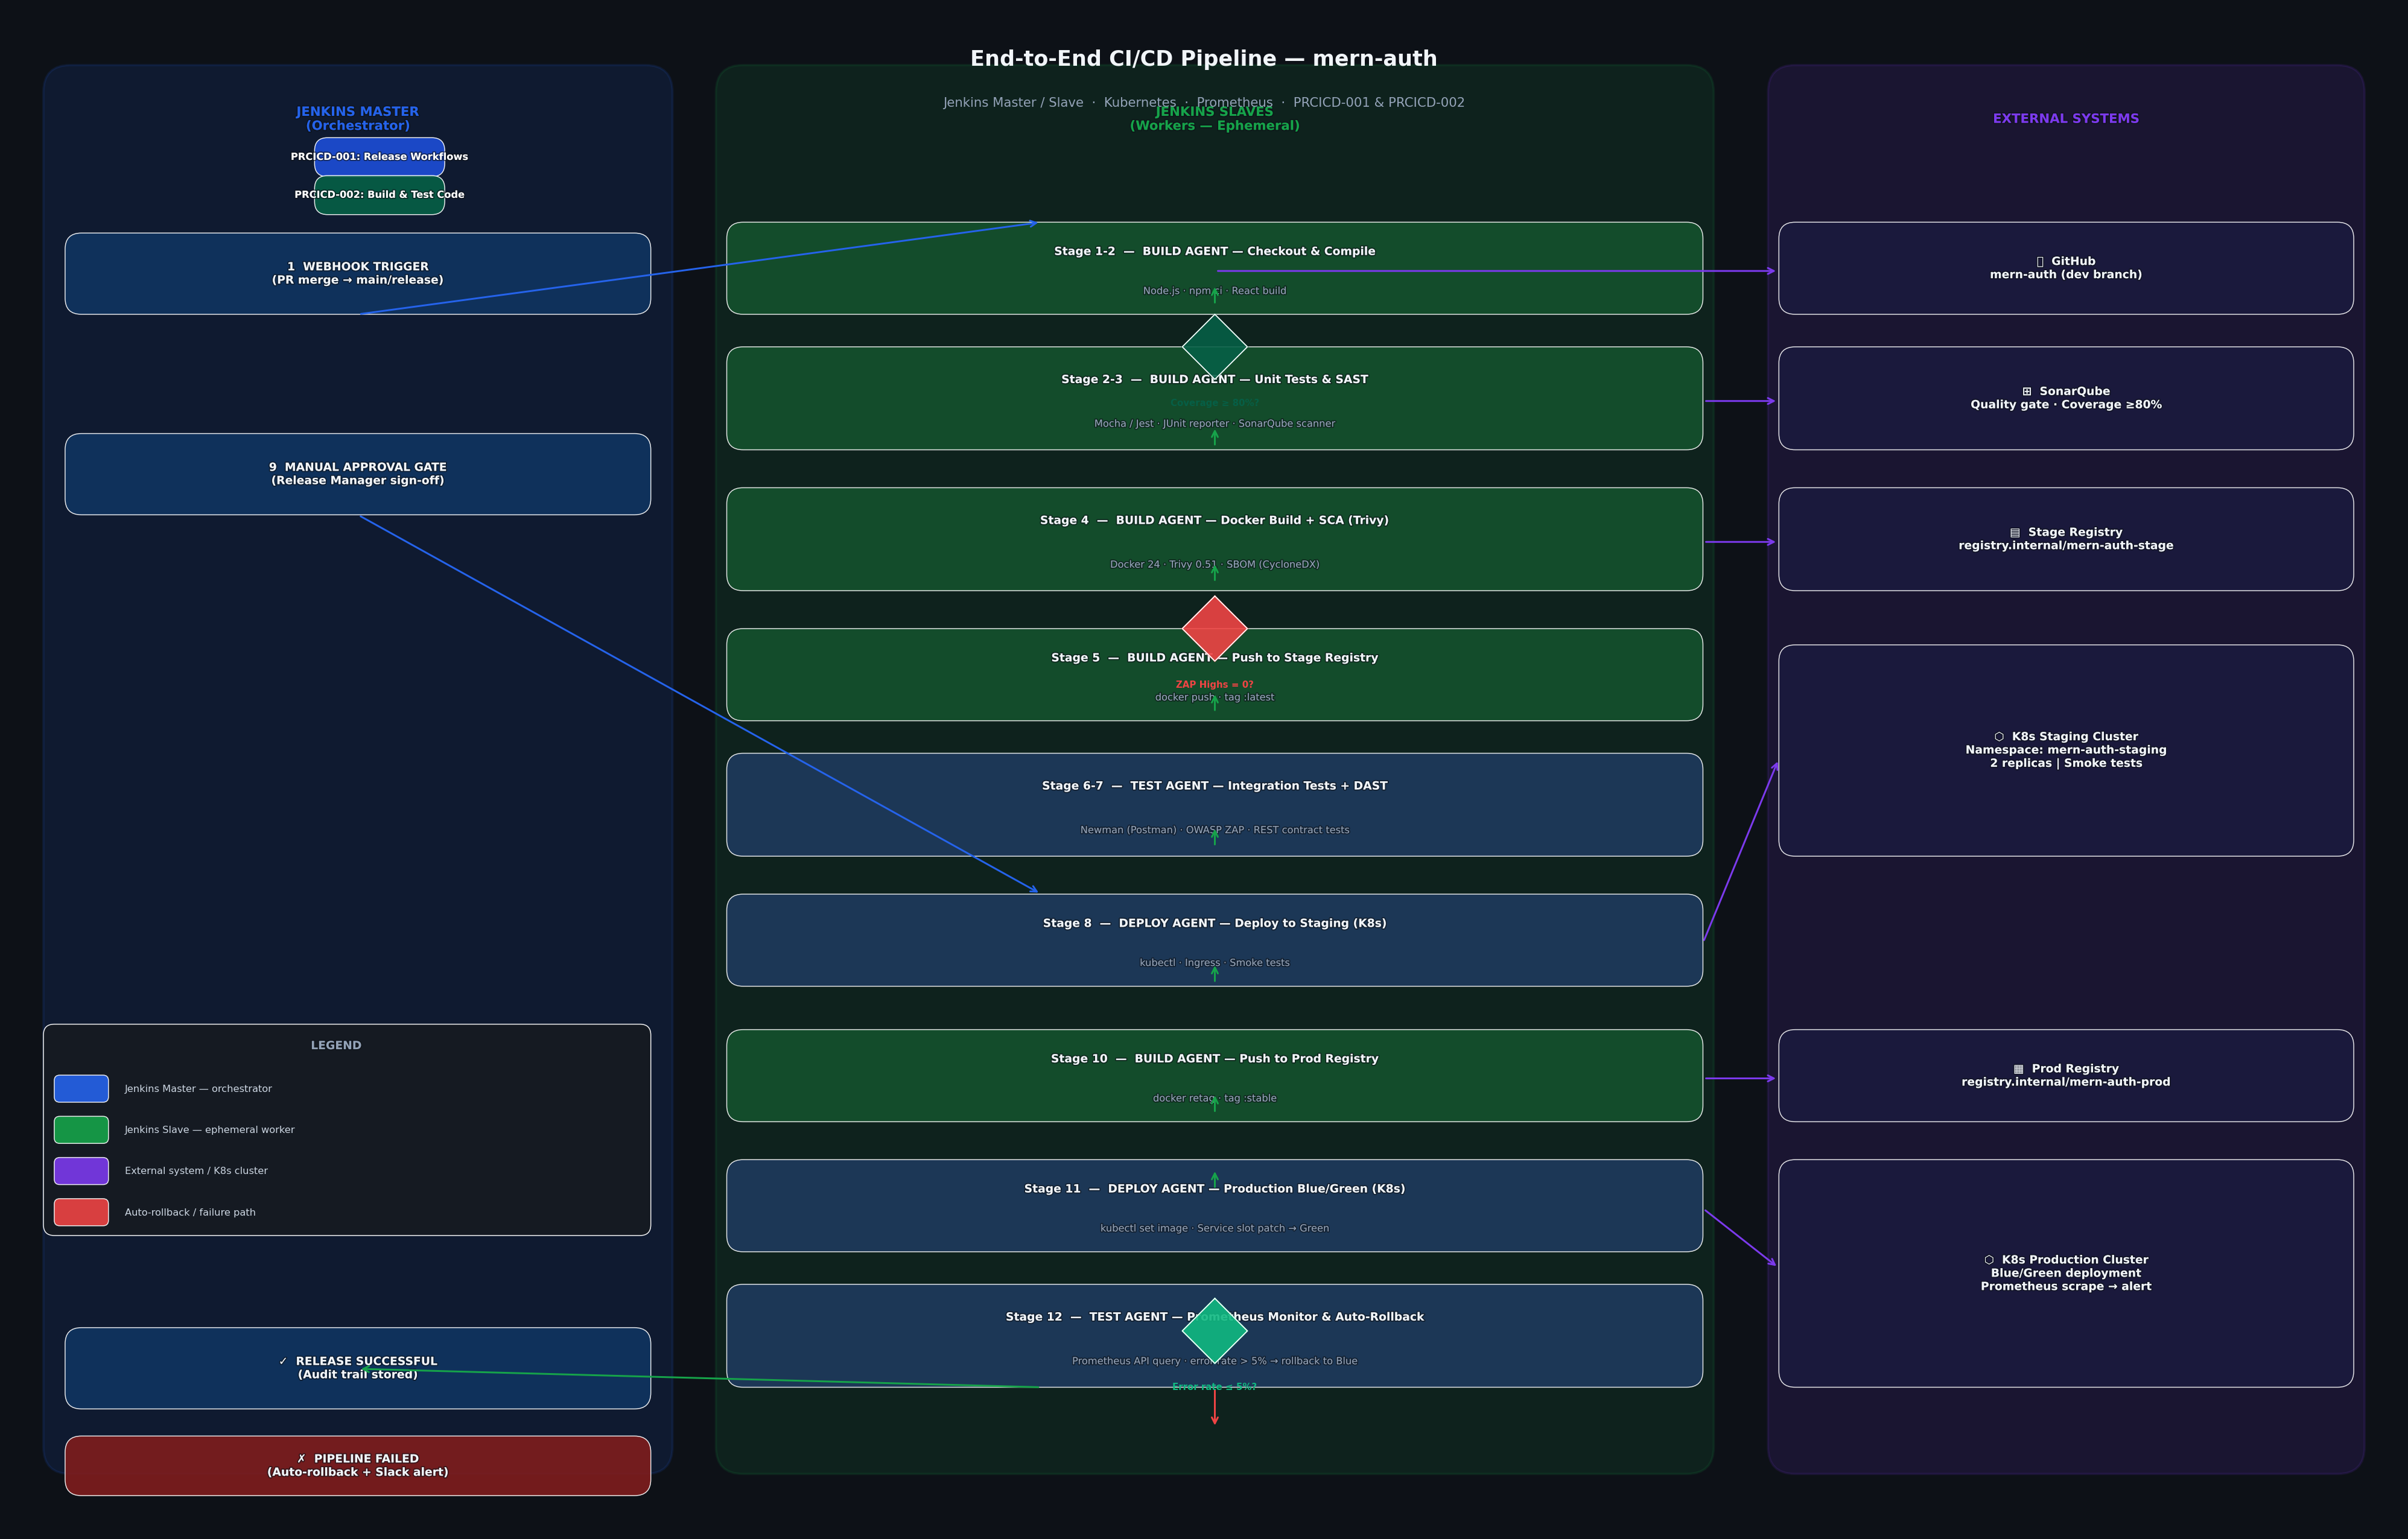 End-to-End CI/CD Pipeline — mern-auth
Jenkins Master / Slave · Kubernetes · Prometheus · PRCICD-001 & PRCICD-002
JENKINS MASTER
(Orchestrator)
PRCICD-001: Release Workflows
PRCICD-002: Build & Test Code
1 WEBHOOK TRIGGER
(PR merge → main/release)
9 MANUAL APPROVAL GATE
(Release Manager sign-off)
LEGEND
Jenkins Master — orchestrator
Jenkins Slave — ephemeral worker
External system / K8s cluster
Auto-rollback / failure path
✓ RELEASE SUCCESSFUL
(Audit trail stored)
✗ PIPELINE FAILED
(Auto-rollback + Slack alert)
JENKINS SLAVES
(Workers — Ephemeral)
Stage 1-2 — BUILD AGENT — Checkout & Compile
Node.js · npm ci · React build
Stage 2-3 — BUILD AGENT — Unit Tests & SAST
Coverage ≥ 80%?
Mocha / Jest · JUnit reporter · SonarQube scanner
Stage 4 — BUILD AGENT — Docker Build + SCA (Trivy)
Docker 24 · Trivy 0.51 · SBOM (CycloneDX)
Stage 5 — BUILD AGENT — Push to Stage Registry
ZAP Highs = 0?
docker push · tag :latest
Stage 6-7 — TEST AGENT — Integration Tests + DAST
Newman (Postman) · OWASP ZAP · REST contract tests
Stage 8 — DEPLOY AGENT — Deploy to Staging (K8s)
kubectl · Ingress · Smoke tests
Stage 10 — BUILD AGENT — Push to Prod Registry
docker retag · tag :stable
Stage 11 — DEPLOY AGENT — Production Blue/Green (K8s)
kubectl set image · Service slot patch → Green
Stage 12 — TEST AGENT — Prometheus Monitor & Auto-Rollback
Prometheus API query · error rate > 5% → rollback to Blue
Error rate ≤ 5%?
EXTERNAL SYSTEMS
GitHub
mern-auth (dev branch)
⊞ SonarQube
Quality gate · Coverage ≥80%
▤ Stage Registry
registry.internal/mern-auth-stage
⬡ K8s Staging Cluster
Namespace: mern-auth-staging
2 replicas | Smoke tests
▦ Prod Registry
registry.internal/mern-auth-prod
⬡ K8s Production Cluster
Blue/Green deployment
Prometheus scrape → alert